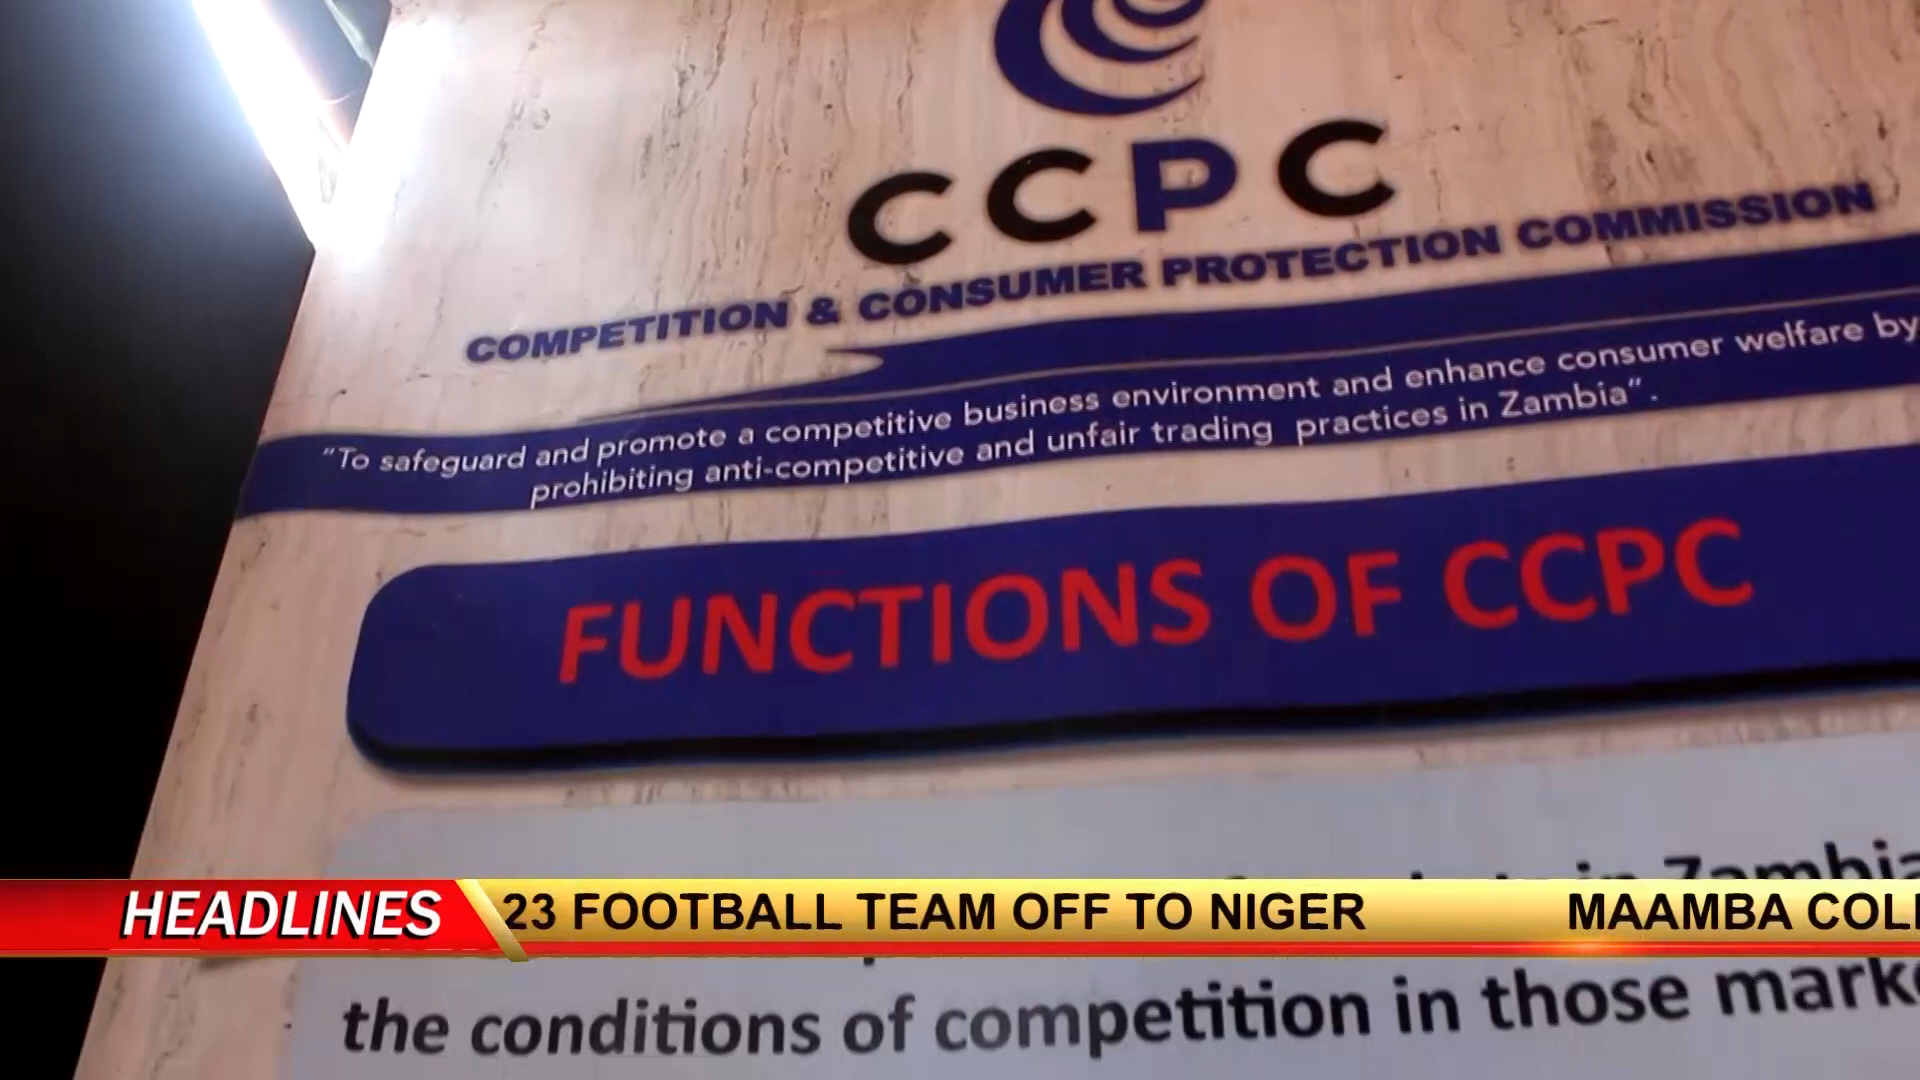 CCPC
COMPETITION & CONSUMER PROTECTION COMMISSION
"To safeguard and promote a competitive business environment and enhance consumer welfare by
prohibiting anti-competitive and unfair trading practices in Zambia".
FUNCTIONS OF CCPC
in Zambia
HEADLINES 23 FOOTBALL TEAM OFF TO NIGER MAAMBA
the conditions of competition in those